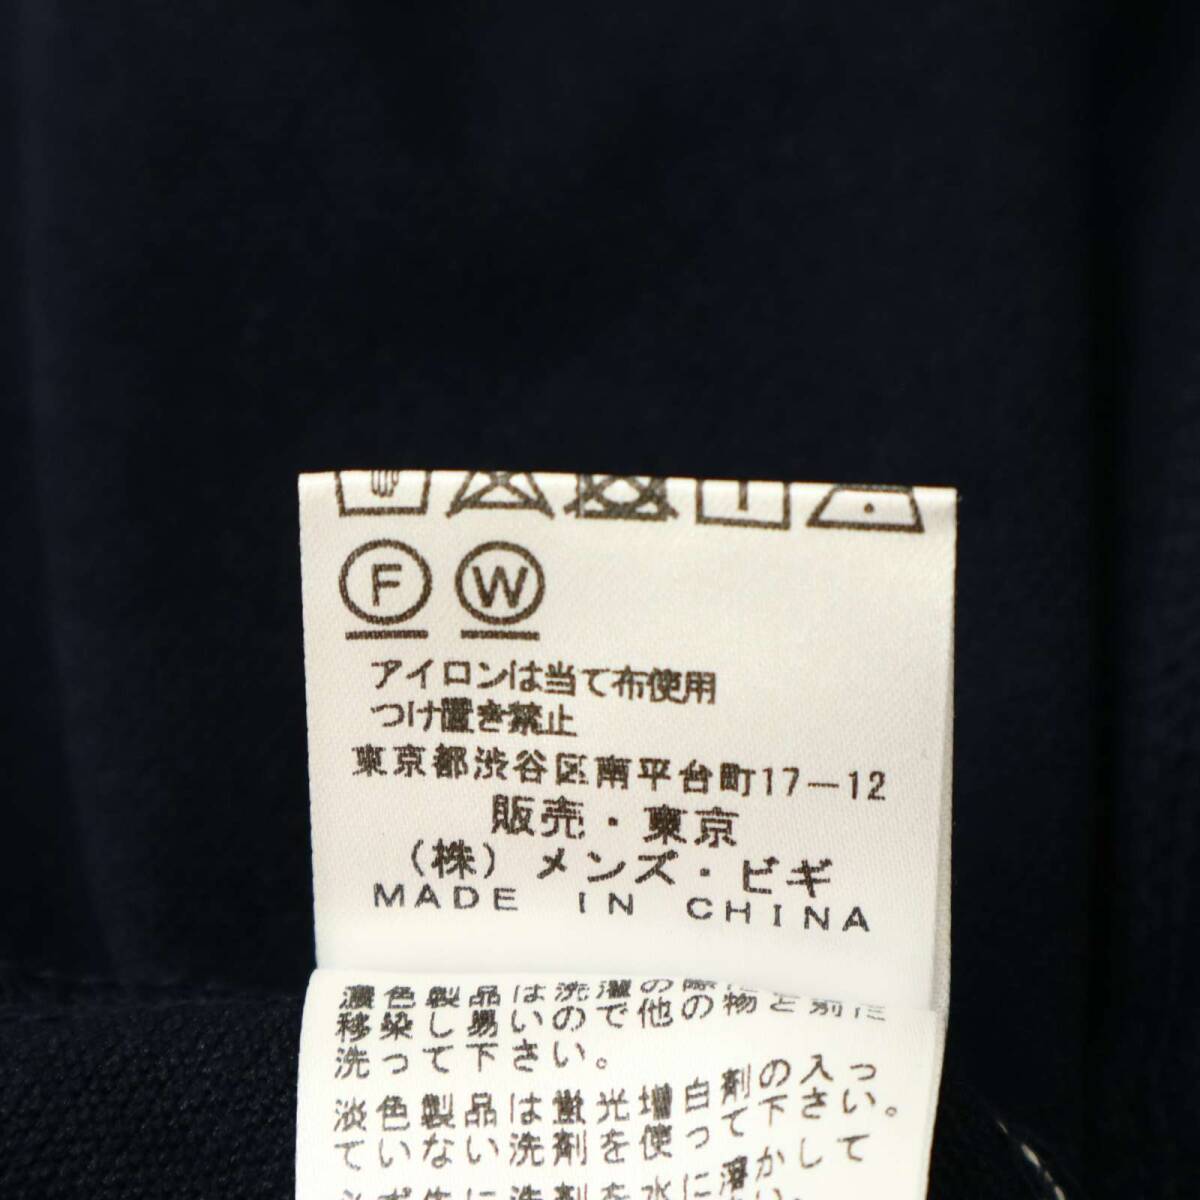 F W
アイロンは当て布使用
つけ置き禁止
東京都渋谷区南平台町17-12
販売・東京
(株)メンズ・ビギ
MADE IN CHINA
濃色製品は洗濯の際に
移染し易いので他の物と別に
洗って下さい。
淡色製品は蛍光増白剤の入っ
ていない洗剤を使って下さい。